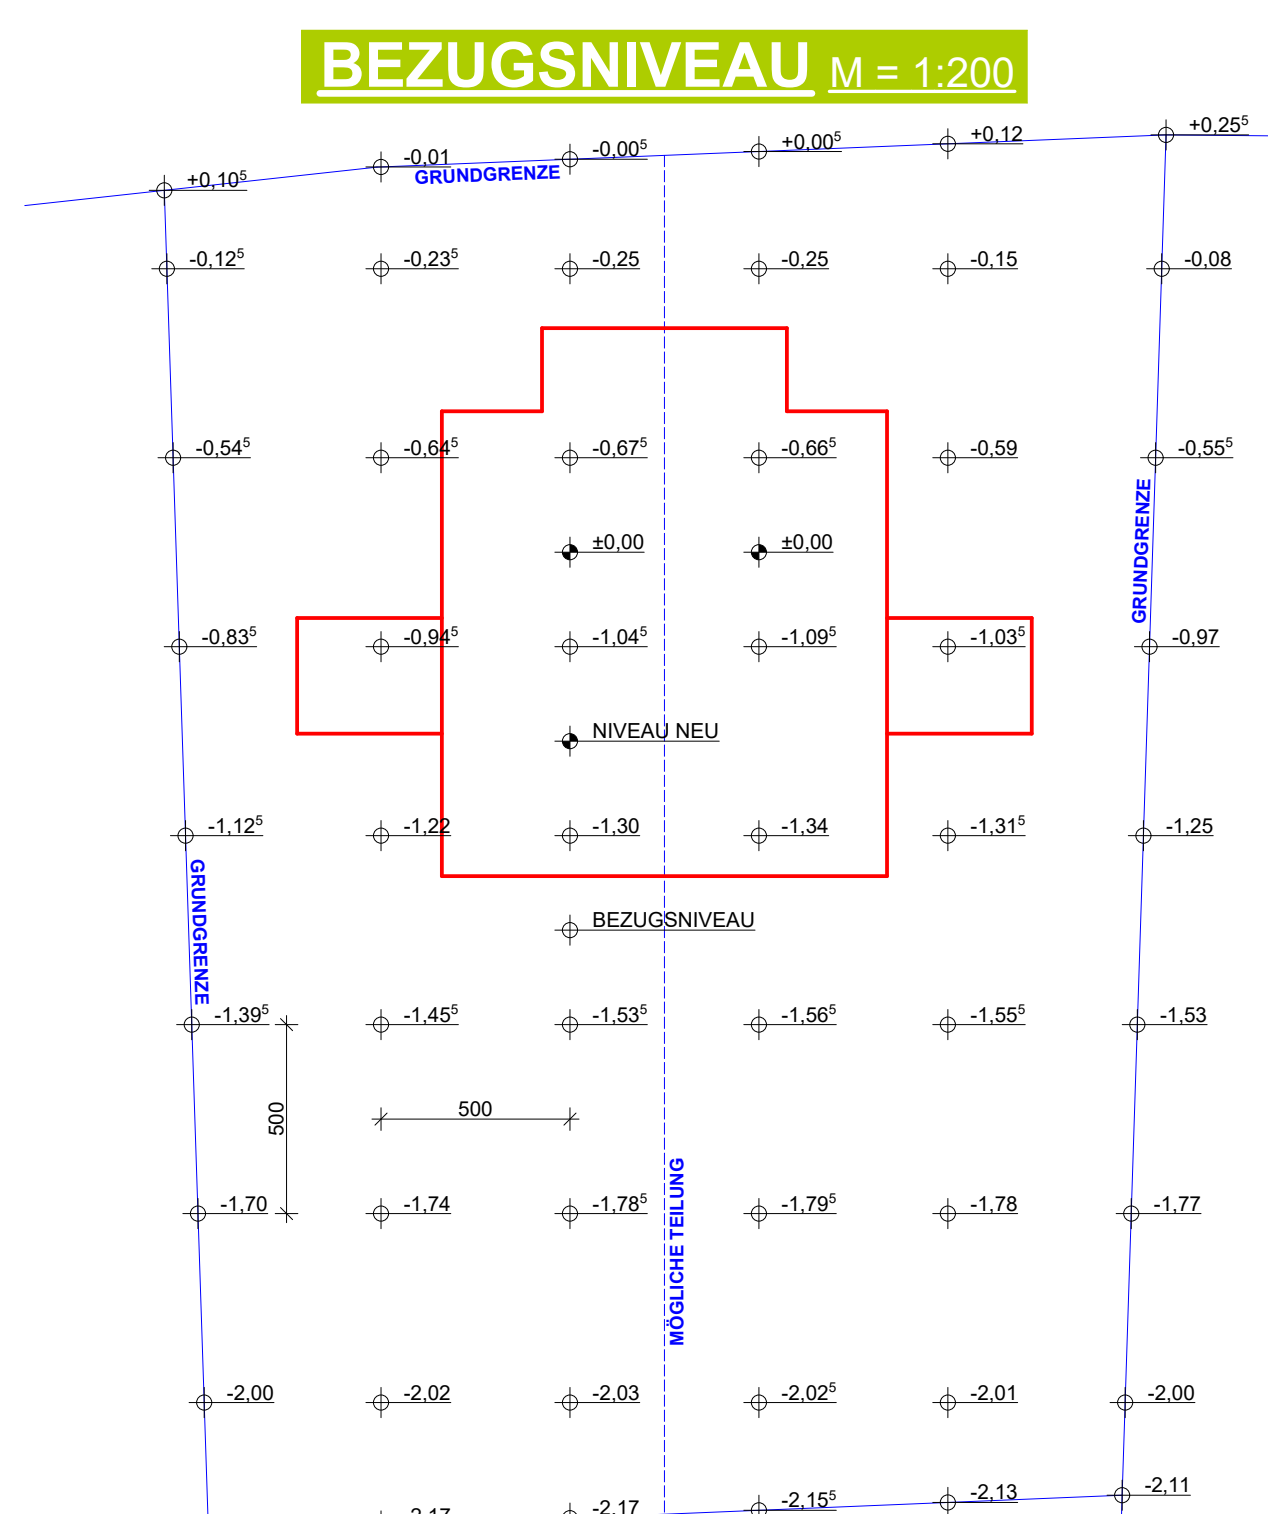 BEZUGSNIVEAU M = 1:200
+0,10⁵ -0,01 -0,00⁵ +0,00⁵ +0,12 +0,25⁵
GRUNDGRENZE
-0,12⁵ -0,23⁵ -0,25 -0,25 -0,15 -0,08
-0,54⁵ -0,64⁵ -0,67⁵ -0,66⁵ -0,59 -0,55⁵
GRUNDGRENZE
±0,00 ±0,00
-0,83⁵ -0,94⁵ -1,04⁵ -1,09⁵ -1,03⁵ -0,97
NIVEAU NEU
-1,12⁵ -1,22 -1,30 -1,34 -1,31⁵ -1,25
GRUNDGRENZE
BEZUGSNIVEAU
-1,39⁵ -1,45⁵ -1,53⁵ -1,56⁵ -1,55⁵ -1,53
500
500
-1,70 -1,74 -1,78⁵ -1,79⁵ -1,78 -1,77
MÖGLICHE TEILUNG
-2,00 -2,02 -2,03 -2,02⁵ -2,01 -2,00
-2,17 -2,17 -2,15⁵ -2,13 -2,11